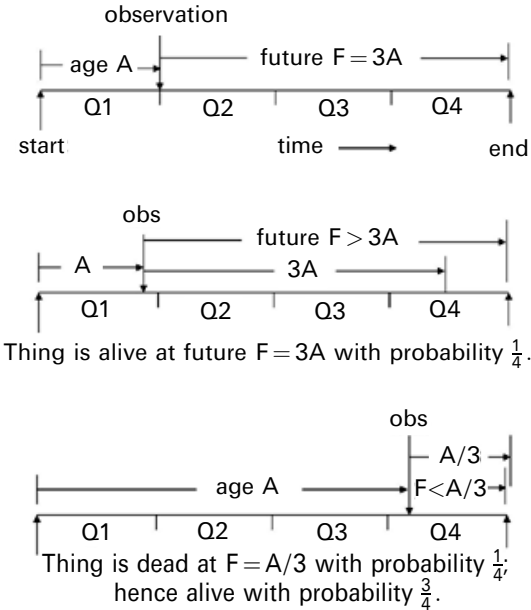 observation
age A future F = 3A
Q1 Q2 Q3 Q4
start time end
obs
future F > 3A
A 3A
Q1 Q2 Q3 Q4
Thing is alive at future F = 3A with probability 1/4.
obs
A/3
age A F < A/3
Q1 Q2 Q3 Q4
Thing is dead at F = A/3 with probability 1/4;
hence alive with probability 3/4.